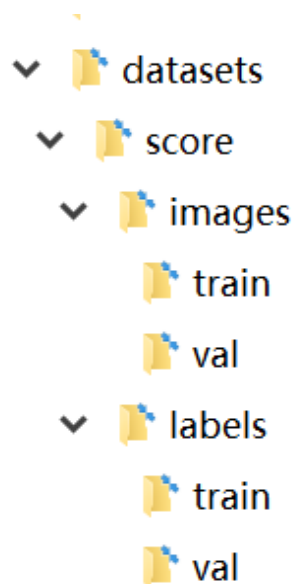 datasets
score
images
train
val
labels
train
val